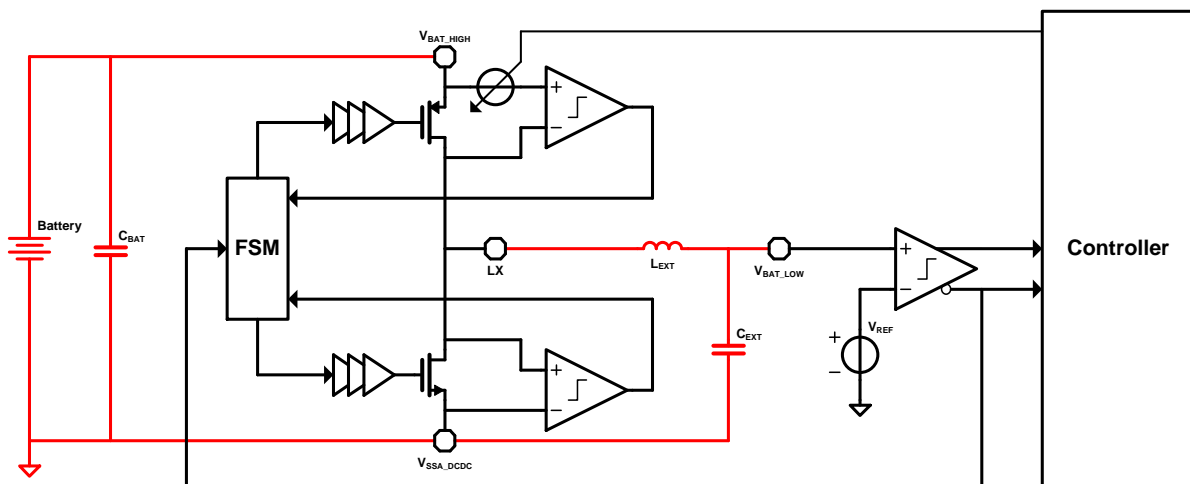 VBAT_HIGH
+
−
Battery
CBAT
FSM
LX
LEXT
VBAT_LOW
+
−
Controller
VREF
+
−
CEXT
+
−
VSSA_DCDC